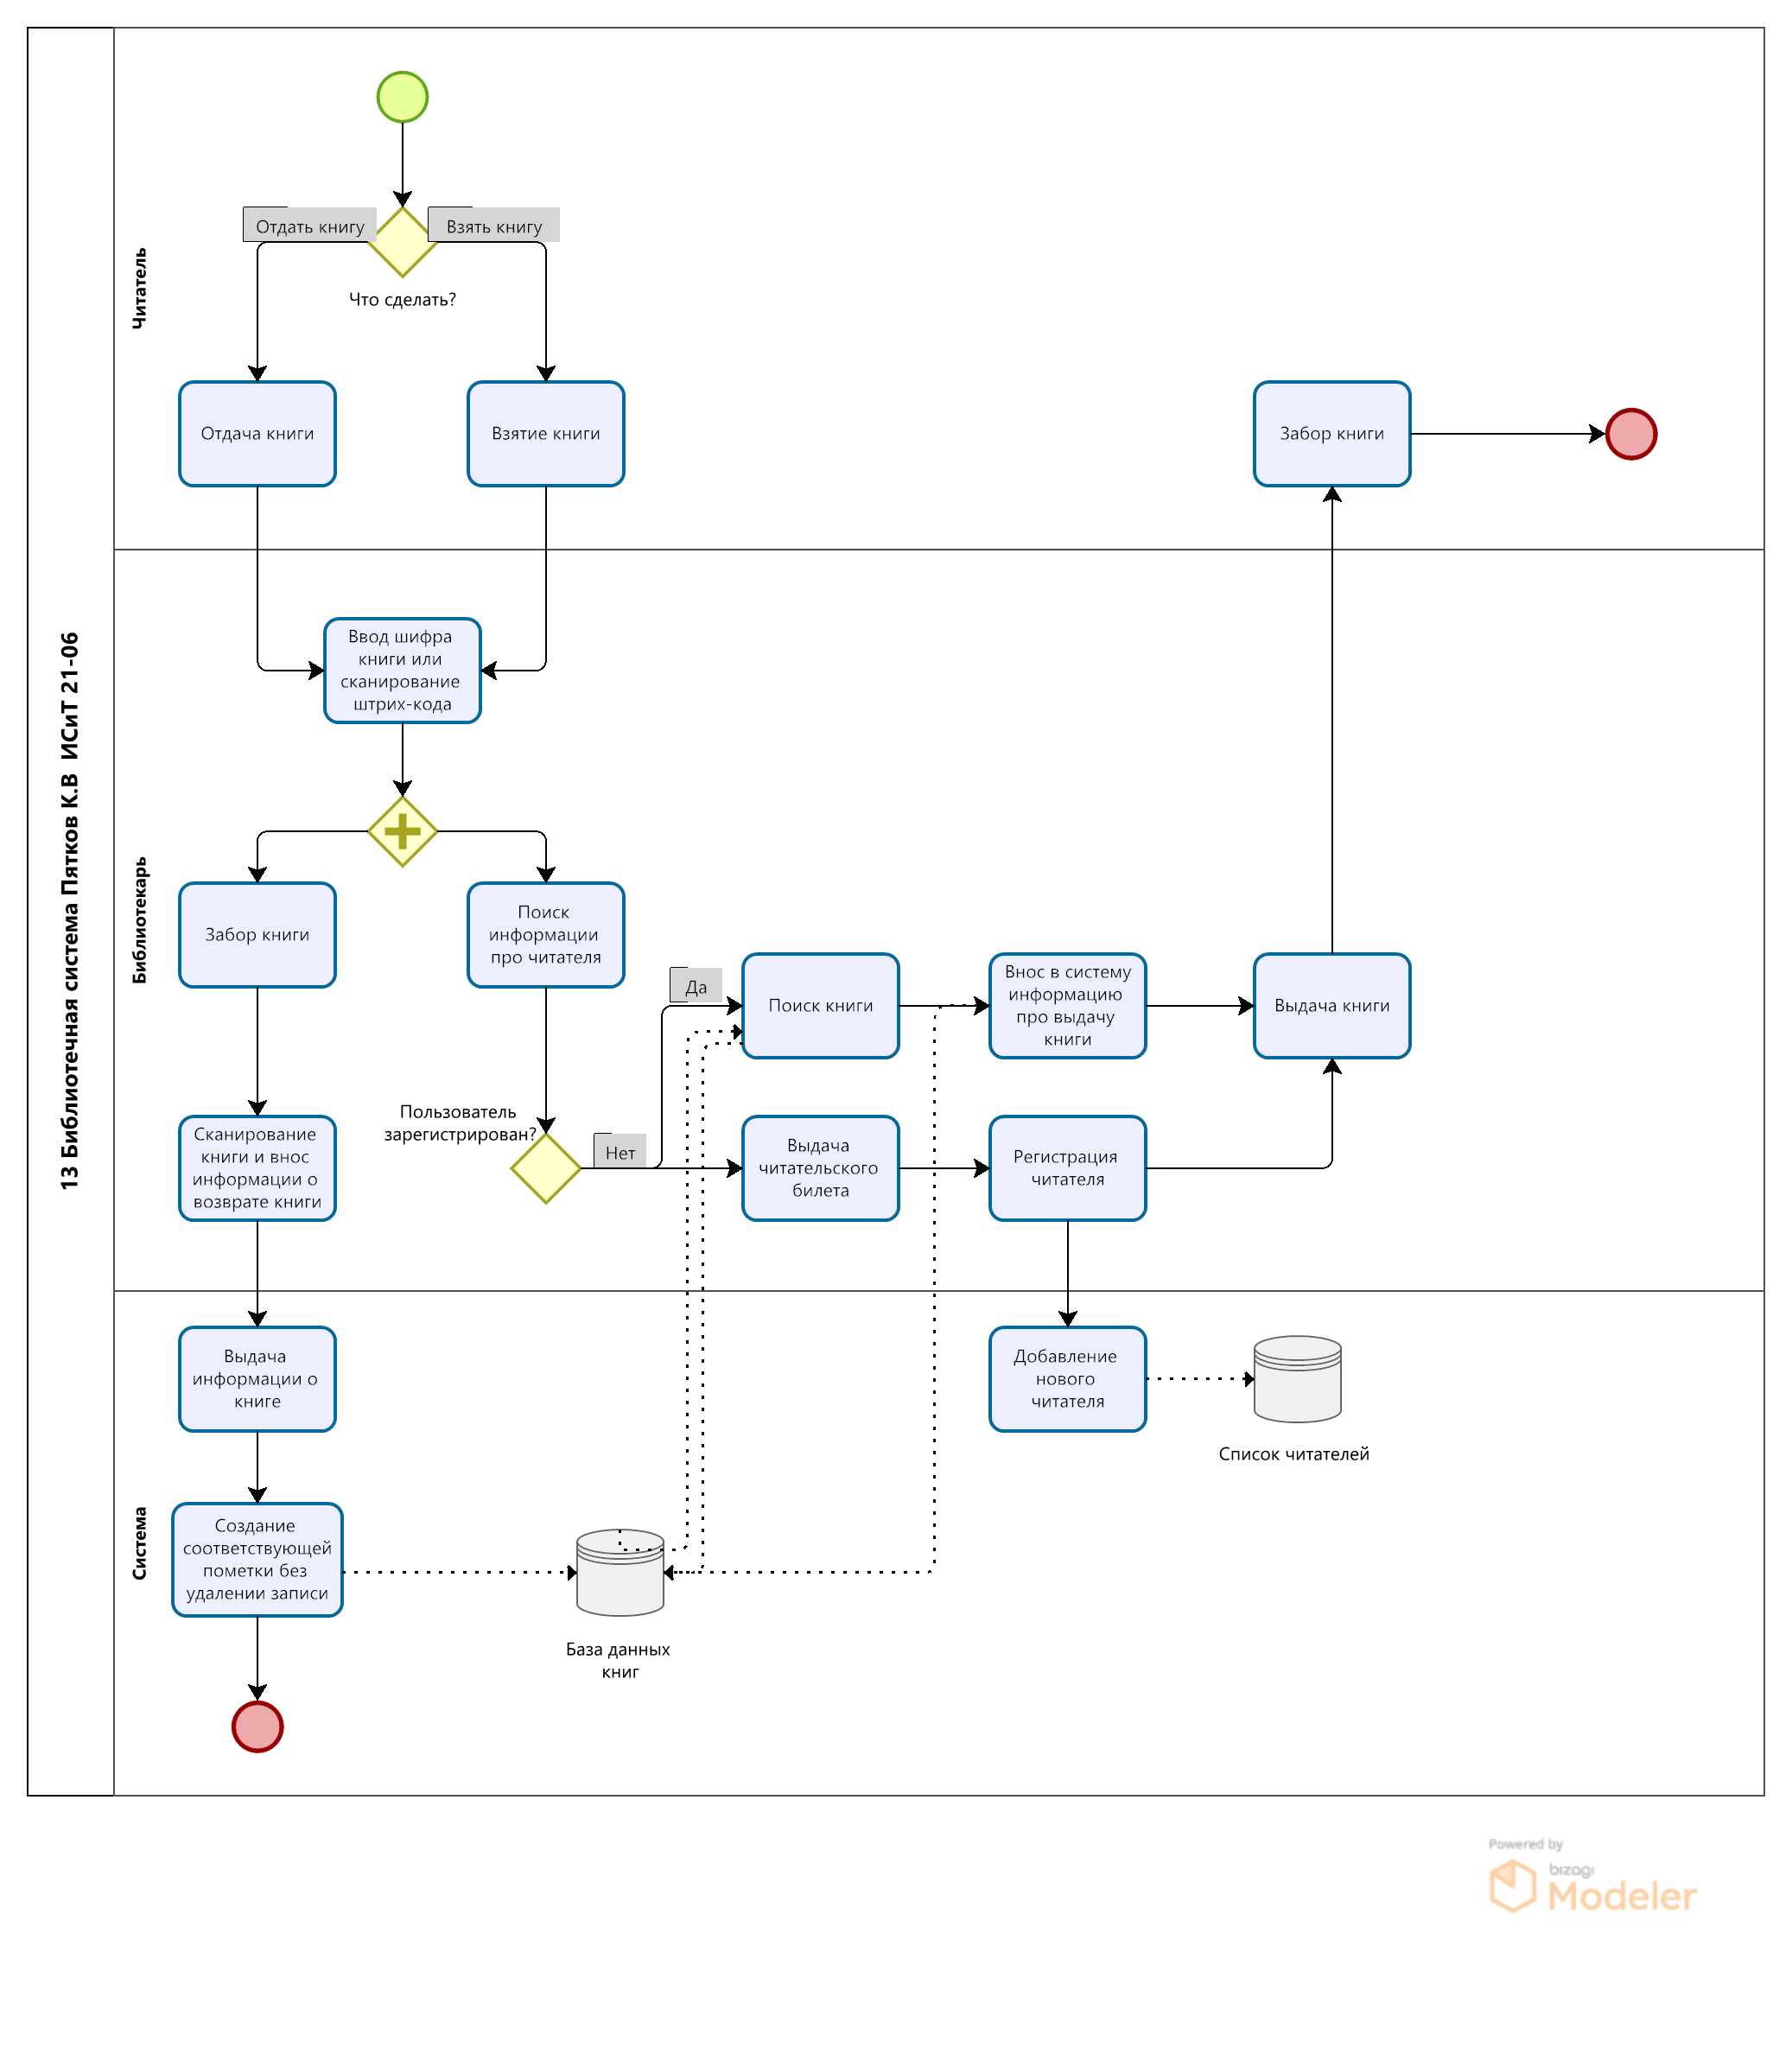 13 Библиотечная система Пятков К.В  ИСиТ 21-06
Читатель
Отдать книгу
Взять книгу
Что сделать?
Отдача книги
Взятие книги
Забор книги
Библиотекарь
Ввод шифра
книги или
сканирование
штрих-кода
Забор книги
Поиск
информации
про читателя
Да
Поиск книги
Внос в систему
информацию
про выдачу
книги
Выдача книги
Пользователь
зарегистрирован?
Нет
Сканирование
книги и внос
информации о
возврате книги
Выдача
читательского
билета
Регистрация
читателя
Система
Выдача
информации о
книге
Добавление
нового
читателя
Список читателей
Создание
соответствующей
пометки без
удалении записи
База данных
книг
Powered by
bizagi
Modeler